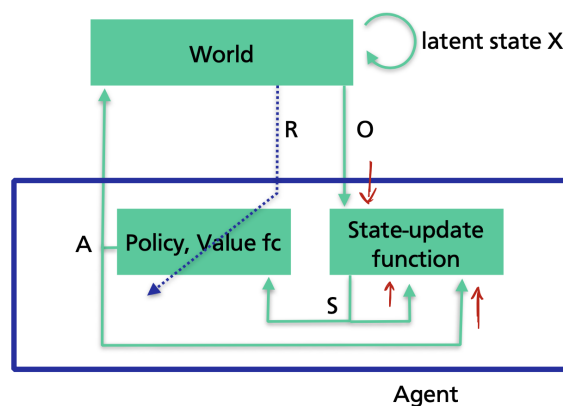 World
latent state X
R
O
Policy, Value fc
State-update
function
A
S
Agent